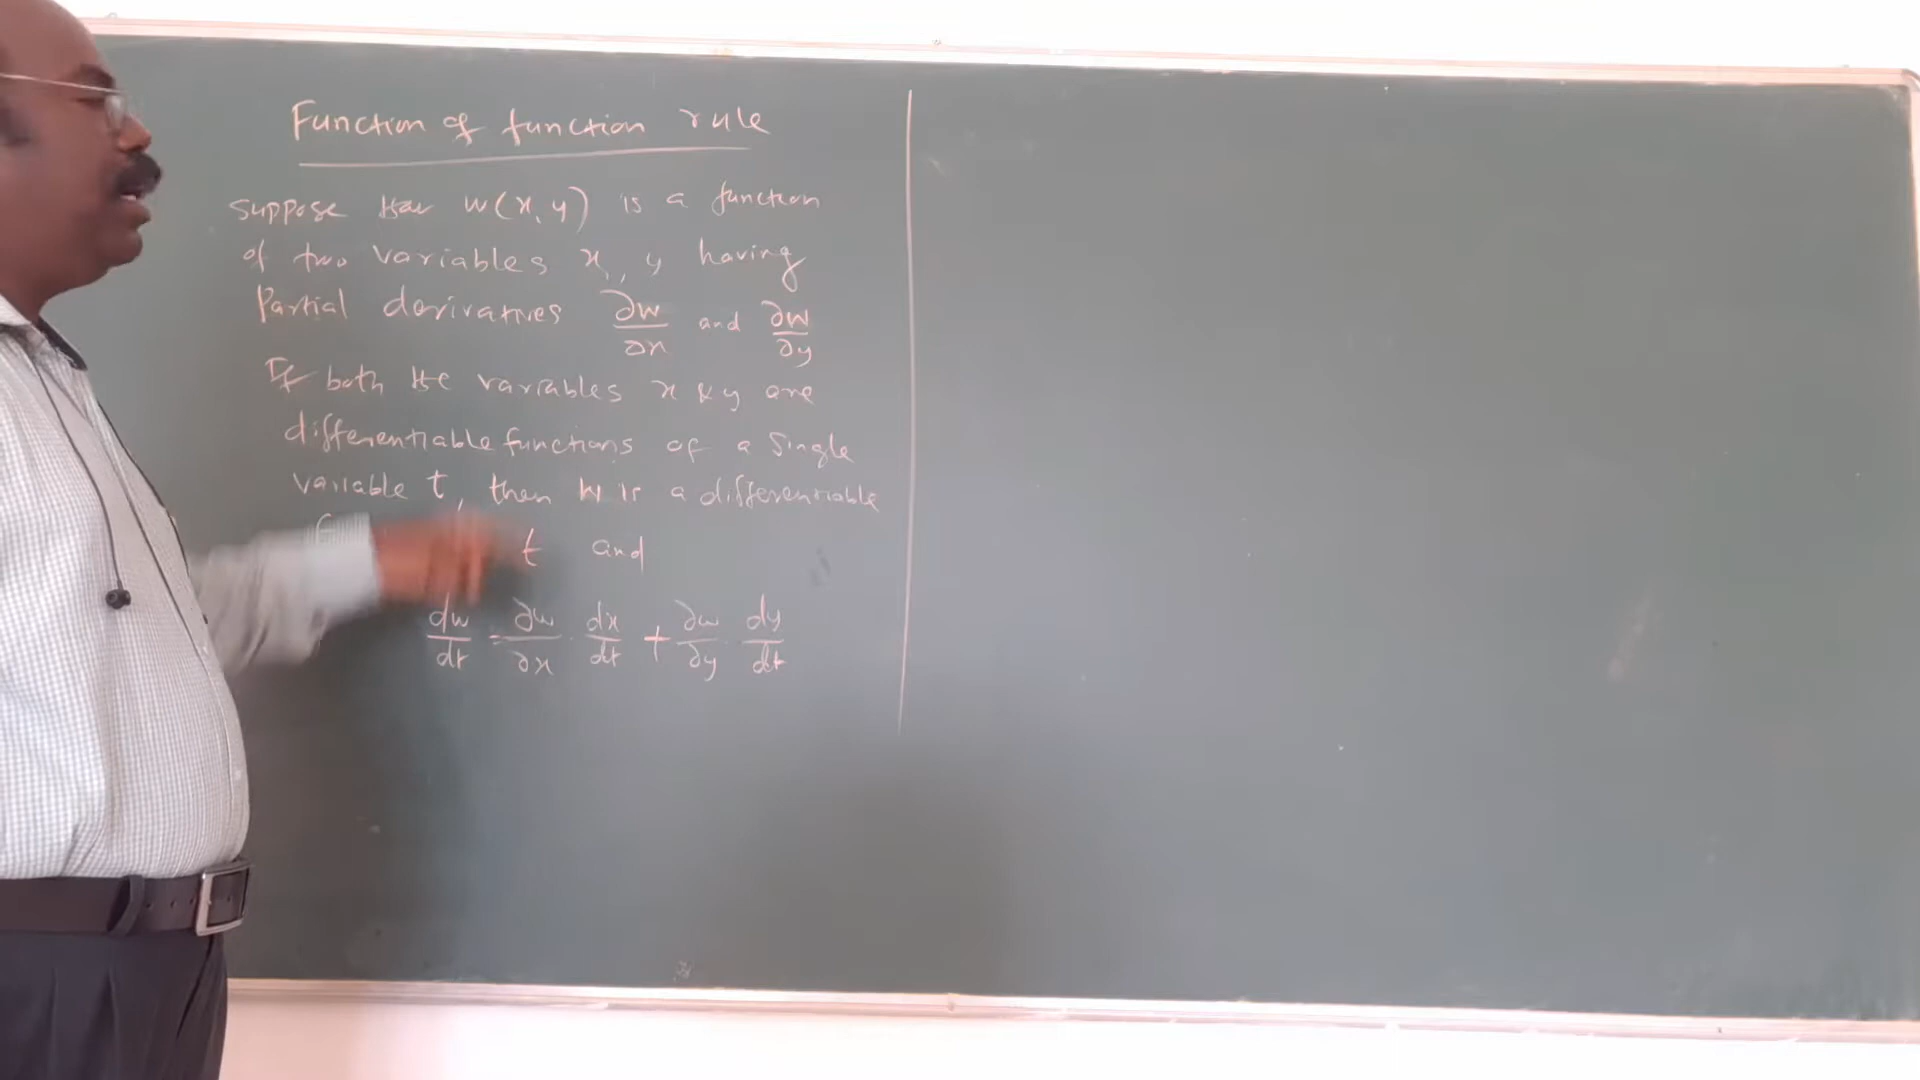 Function of function rule
Suppose that w(x, y) is a function
of two variables x, y having
Partial derivatives ∂w/∂x and ∂w/∂y
If both the variables x & y are
differentiable functions of a single
variable t, then w is a differentiable
t and
dw/dt = ∂w/∂x · dx/dt + ∂w/∂y · dy/dt